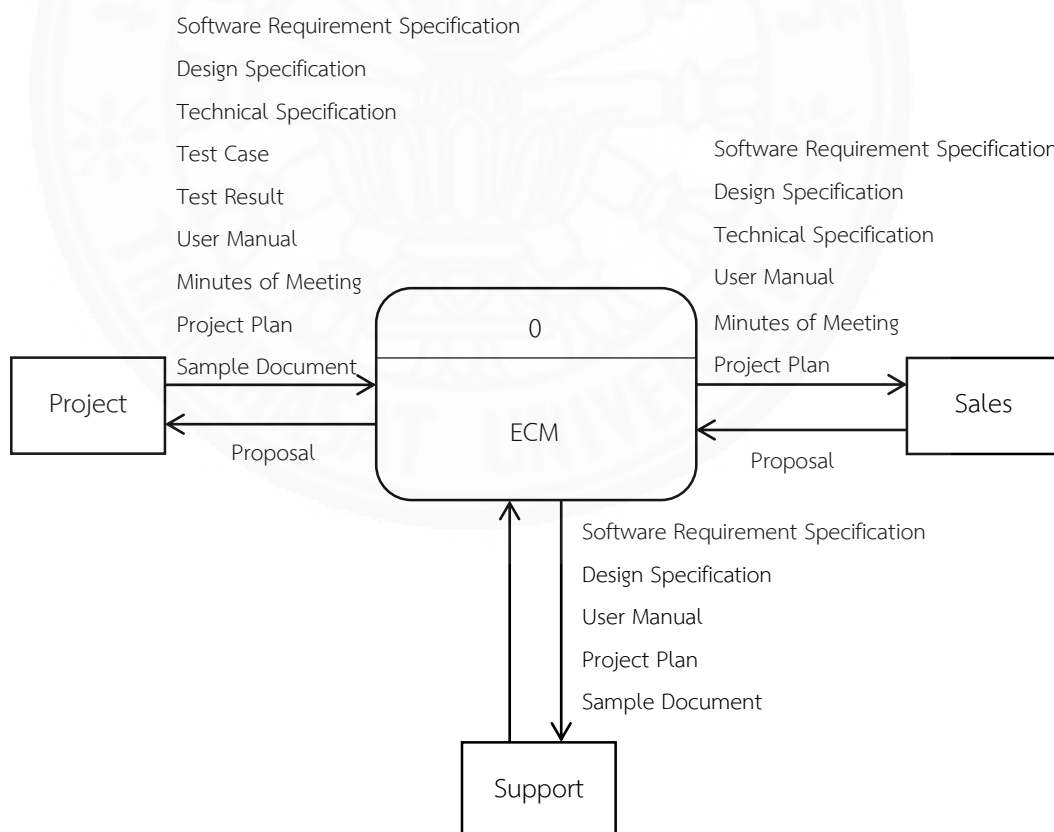 Software Requirement Specification
Design Specification
Technical Specification
Test Case
Test Result
User Manual
Minutes of Meeting
Project Plan
Sample Document
Project
Proposal
0
ECM
Software Requirement Specification
Design Specification
Technical Specification
User Manual
Minutes of Meeting
Project Plan
Sales
Proposal
Software Requirement Specification
Design Specification
User Manual
Project Plan
Sample Document
Support